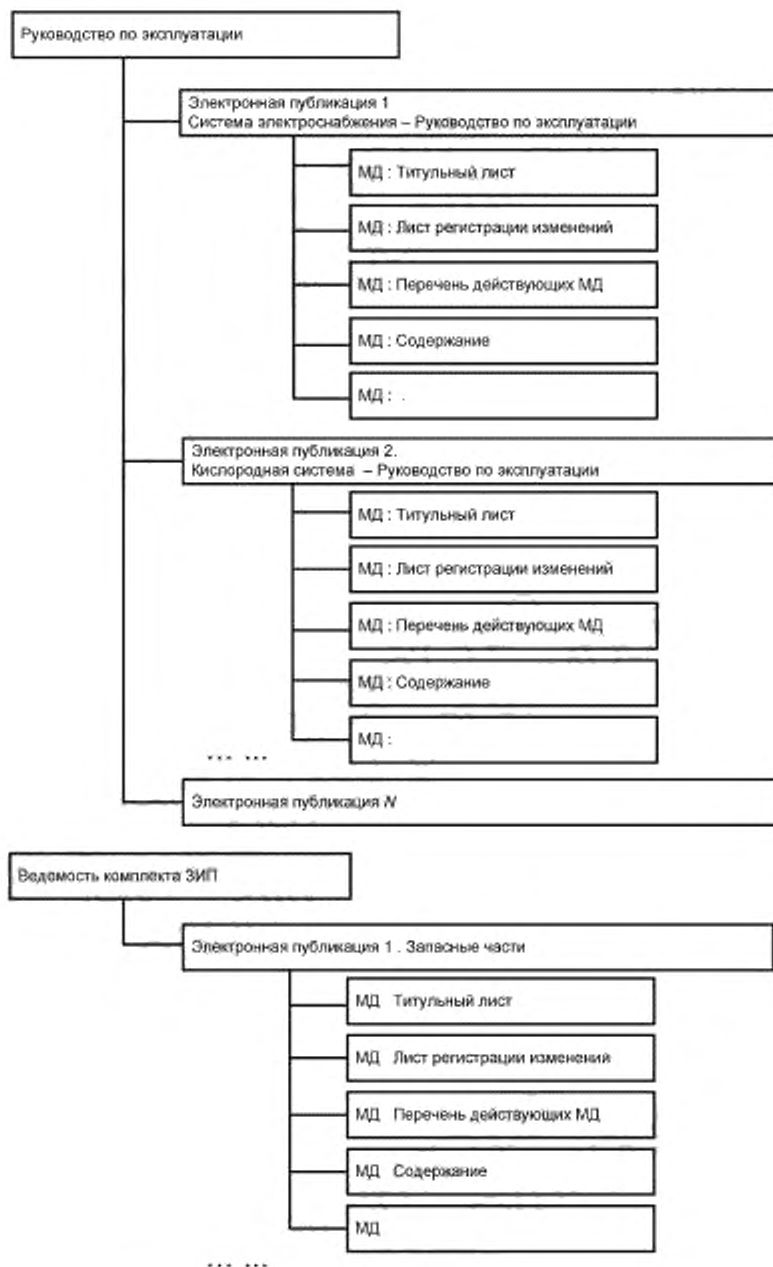 Руководство по эксплуатации
Электронная публикация 1
Система электроснабжения – Руководство по эксплуатации
МД : Титульный лист
МД : Лист регистрации изменений
МД : Перечень действующих МД
МД : Содержание
МД : .
Электронная публикация 2.
Кислородная система – Руководство по эксплуатации
МД : Титульный лист
МД : Лист регистрации изменений
МД : Перечень действующих МД
МД : Содержание
МД :
... ...
Электронная публикация N
Ведомость комплекта ЗИП
Электронная публикация 1 . Запасные части
МД Титульный лист
МД Лист регистрации изменений
МД Перечень действующих МД
МД Содержание
МД
... ...